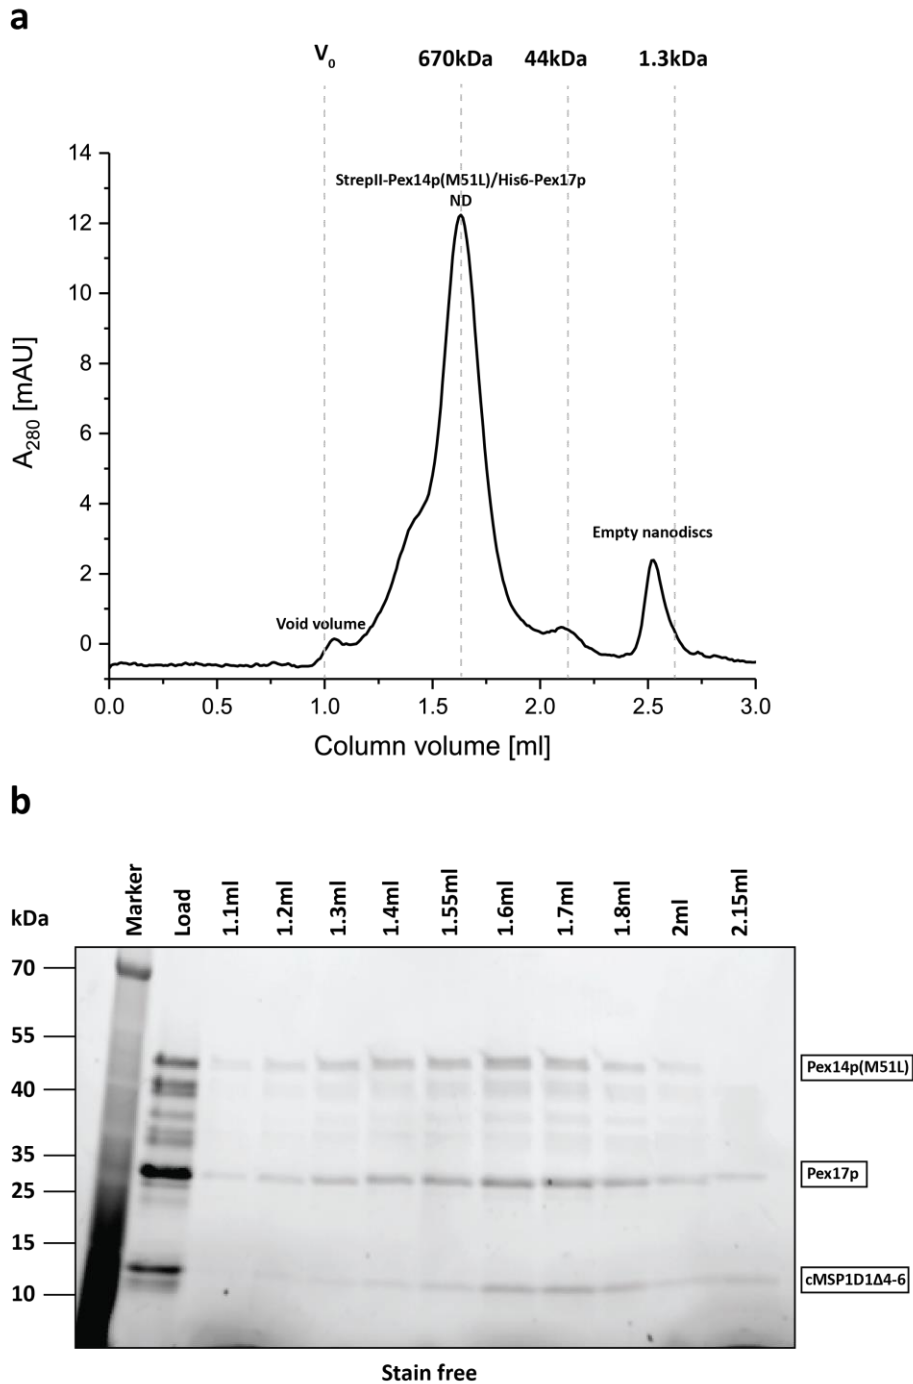 a
V₀ 670kDa 44kDa 1.3kDa
14
StrepII-Pex14p(M51L)/His6-Pex17p
ND
12
10
8
Empty nanodiscs
6
4
2
Void volume
0
A₂₈₀ [mAU]
0.0 0.5 1.0 1.5 2.0 2.5 3.0
Column volume [ml]
b
kDa
Marker
Load
1.1ml
1.2ml
1.3ml
1.4ml
1.55ml
1.6ml
1.7ml
1.8ml
2ml
2.15ml
70
55
40
35
25
15
10
Pex14p(M51L)
Pex17p
cMSP1D1Δ4-6
Stain free